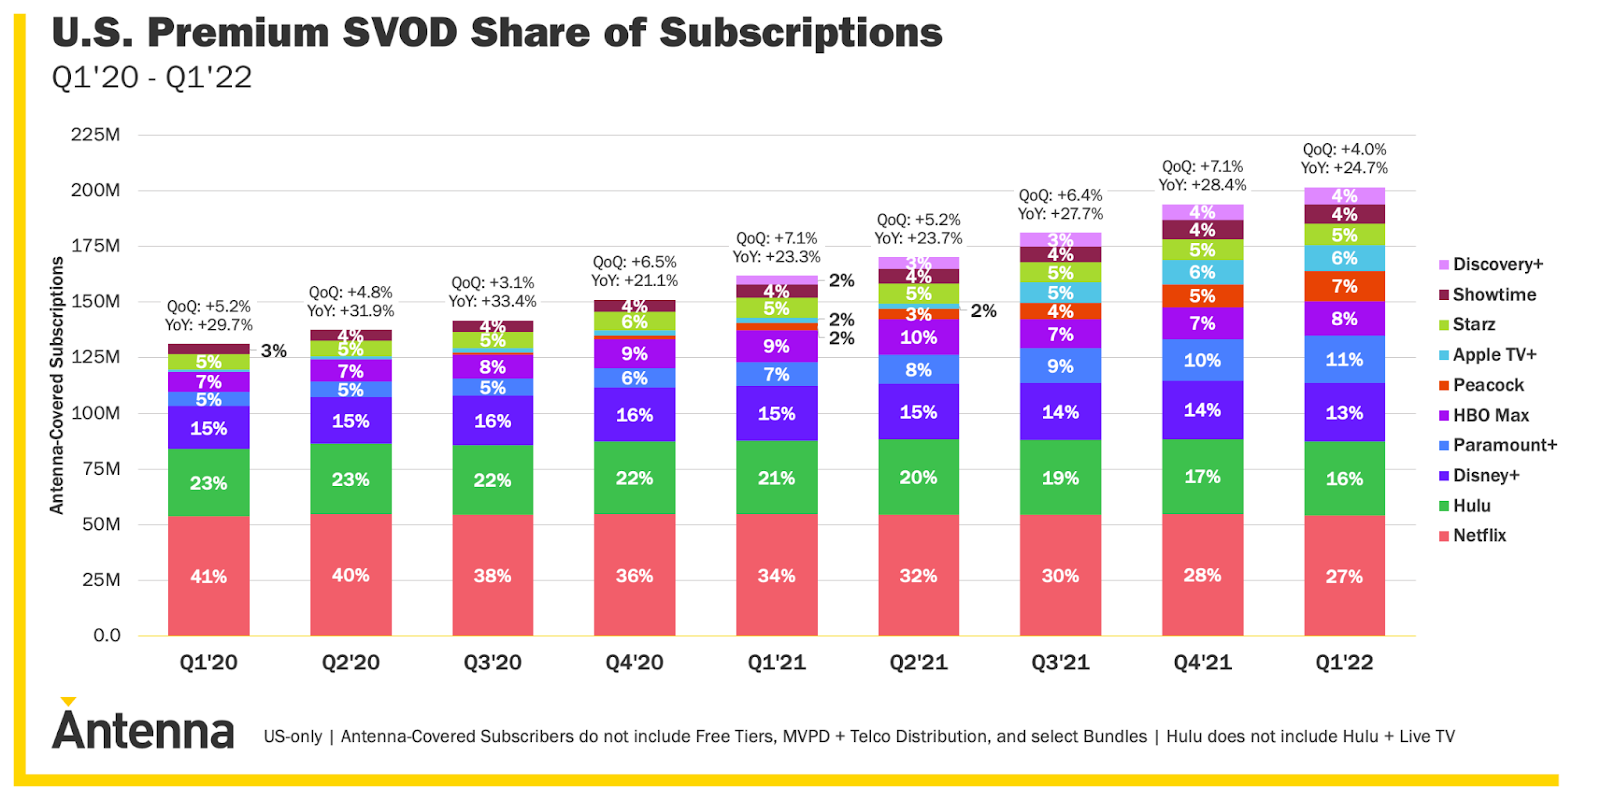 U.S. Premium SVOD Share of Subscriptions
Q1'20 - Q1'22
Antenna-Covered Subscriptions
225M
200M
175M
150M
125M
100M
75M
50M
25M
0.0
QoQ: +5.2%
YoY: +29.7%
3%
5%
7%
5%
15%
23%
41%
Q1'20
QoQ: +4.8%
YoY: +31.9%
4%
5%
7%
5%
15%
23%
40%
Q2'20
QoQ: +3.1%
YoY: +33.4%
4%
5%
8%
5%
16%
22%
38%
Q3'20
QoQ: +6.5%
YoY: +21.1%
4%
6%
9%
6%
16%
22%
36%
Q4'20
QoQ: +7.1%
YoY: +23.3%
2%
4%
5%
2%
2%
9%
7%
15%
21%
34%
Q1'21
QoQ: +5.2%
YoY: +23.7%
3%
4%
5%
2%
3%
10%
8%
15%
20%
32%
Q2'21
QoQ: +6.4%
YoY: +27.7%
3%
4%
5%
5%
4%
7%
9%
14%
19%
30%
Q3'21
QoQ: +7.1%
YoY: +28.4%
4%
4%
5%
6%
5%
7%
10%
14%
17%
28%
Q4'21
QoQ: +4.0%
YoY: +24.7%
4%
4%
5%
6%
7%
8%
11%
13%
16%
27%
Q1'22
Discovery+
Showtime
Starz
Apple TV+
Peacock
HBO Max
Paramount+
Disney+
Hulu
Netflix
Antenna
US-only | Antenna-Covered Subscribers do not include Free Tiers, MVPD + Telco Distribution, and select Bundles | Hulu does not include Hulu + Live TV